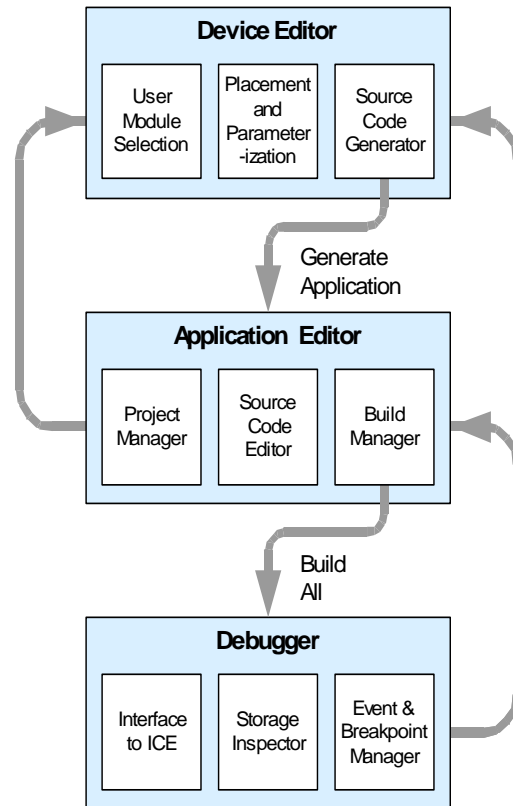 Device Editor
User
Module
Selection
Placement
and
Parameter
-ization
Source
Code
Generator
Generate
Application
Application Editor
Project
Manager
Source
Code
Editor
Build
Manager
Build
All
Debugger
Interface
to ICE
Storage
Inspector
Event &
Breakpoint
Manager